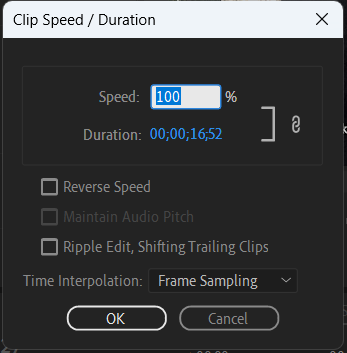 Clip Speed / Duration
Speed: 100 %
Duration: 00;00;16;52
Reverse Speed
Maintain Audio Pitch
Ripple Edit, Shifting Trailing Clips
Time Interpolation: Frame Sampling
OK Cancel